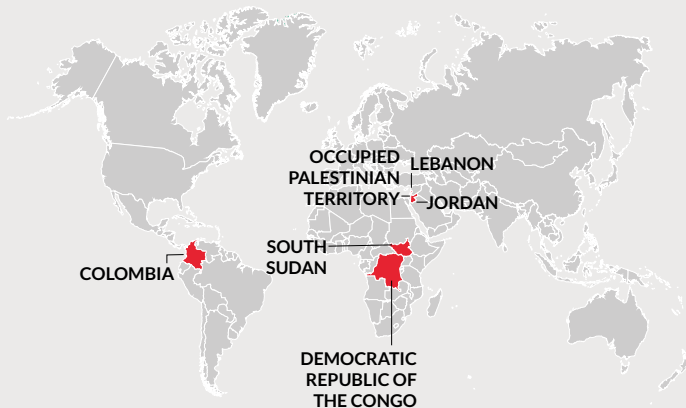 OCCUPIED
PALESTINIAN
TERRITORY
LEBANON
JORDAN
SOUTH
SUDAN
COLOMBIA
DEMOCRATIC
REPUBLIC OF
THE CONGO